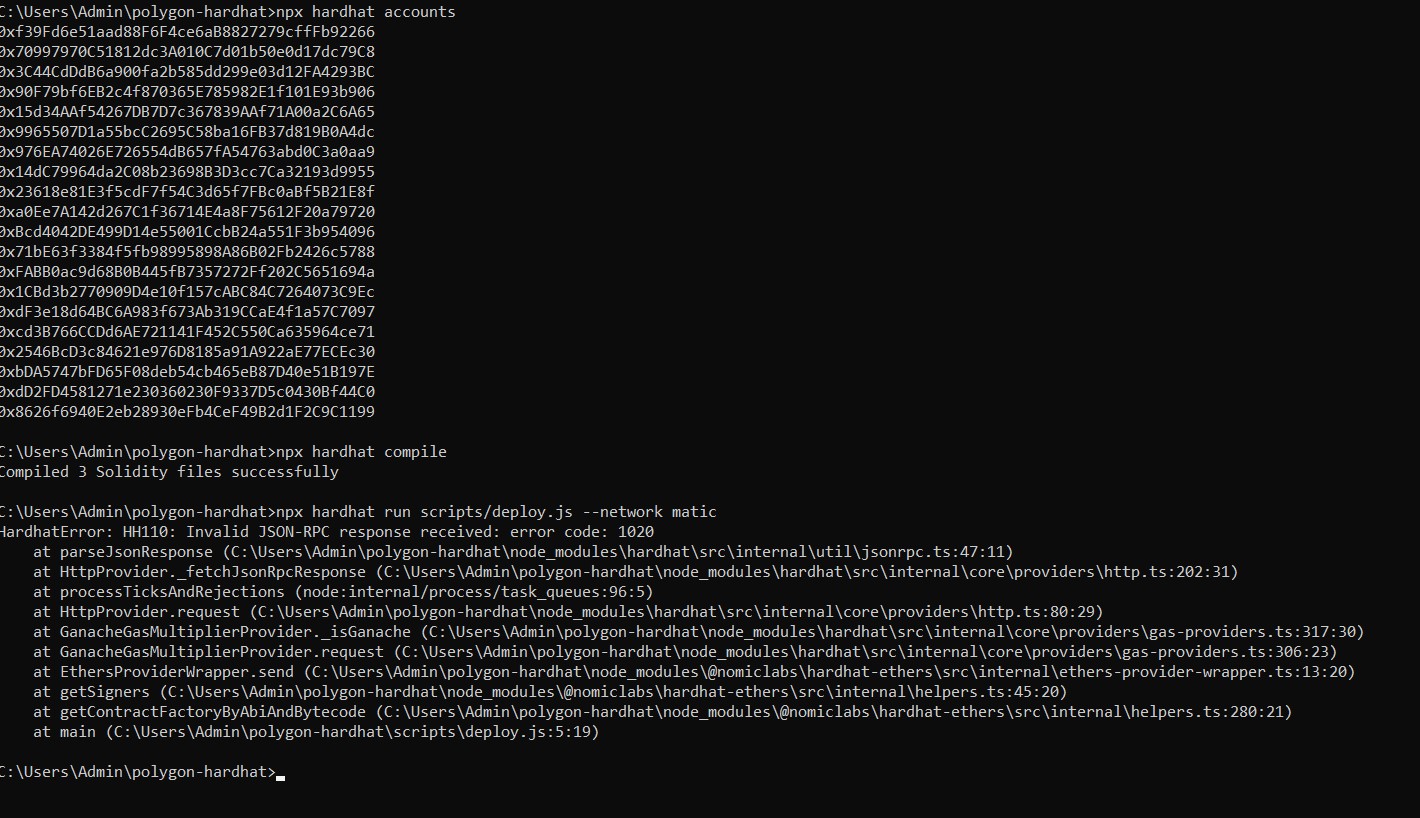 C:\Users\Admin\polygon-hardhat>npx hardhat accounts
0xf39Fd6e51aad88F6F4ce6aB8827279cffFb92266
0x70997970C51812dc3A010C7d01b50e0d17dc79C8
0x3C44CdDdB6a900fa2b585dd299e03d12FA4293BC
0x90F79bf6EB2c4f870365E785982E1f101E93b906
0x15d34AAf54267DB7D7c367839AAf71A00a2C6A65
0x9965507D1a55bcC2695C58ba16FB37d819B0A4dc
0x976EA74026E726554dB657fA54763abd0C3a0aa9
0x14dC79964da2C08b23698B3D3cc7Ca32193d9955
0x23618e81E3f5cdF7f54C3d65f7FBc0aBf5B21E8f
0xa0Ee7A142d267C1f36714E4a8F75612F20a79720
0xBcd4042DE499D14e55001CcbB24a551F3b954096
0x71bE63f3384f5fb98995898A86B02Fb2426c5788
0xFABB0ac9d68B0B445fB7357272Ff202C5651694a
0x1CBd3b2770909D4e10f157cABC84C7264073C9Ec
0xdF3e18d64BC6A983f673Ab319CCaE4f1a57C7097
0xcd3B766CCDd6AE721141F452C550Ca635964ce71
0x2546BcD3c84621e976D8185a91A922aE77ECEc30
0xbDA5747bFD65F08deb54cb465eB87D40e51B197E
0xdD2FD4581271e230360230F9337D5c0430Bf44C0
0x8626f6940E2eb28930eFb4CeF49B2d1F2C9C1199
C:\Users\Admin\polygon-hardhat>npx hardhat compile
Compiled 3 Solidity files successfully
C:\Users\Admin\polygon-hardhat>npx hardhat run scripts/deploy.js --network matic
HardhatError: HH110: Invalid JSON-RPC response received: error code: 1020
at parseJsonResponse (C:\Users\Admin\polygon-hardhat\node_modules\hardhat\src\internal\util\jsonrpc.ts:47:11)
at HttpProvider._fetchJsonRpcResponse (C:\Users\Admin\polygon-hardhat\node_modules\hardhat\src\internal\core\providers\http.ts:202:31)
at processTicksAndRejections (node:internal/process/task_queues:96:5)
at HttpProvider.request (C:\Users\Admin\polygon-hardhat\node_modules\hardhat\src\internal\core\providers\http.ts:80:29)
at GanacheGasMultiplierProvider._isGanache (C:\Users\Admin\polygon-hardhat\node_modules\hardhat\src\internal\core\providers\gas-providers.ts:317:30)
at GanacheGasMultiplierProvider.request (C:\Users\Admin\polygon-hardhat\node_modules\hardhat\src\internal\core\providers\gas-providers.ts:306:23)
at EthersProviderWrapper.send (C:\Users\Admin\polygon-hardhat\node_modules\@nomiclabs\hardhat-ethers\src\internal\ethers-provider-wrapper.ts:13:20)
at getSigners (C:\Users\Admin\polygon-hardhat\node_modules\@nomiclabs\hardhat-ethers\src\internal\helpers.ts:45:20)
at getContractFactoryByAbiAndBytecode (C:\Users\Admin\polygon-hardhat\node_modules\@nomiclabs\hardhat-ethers\src\internal\helpers.ts:280:21)
at main (C:\Users\Admin\polygon-hardhat\scripts\deploy.js:5:19)
C:\Users\Admin\polygon-hardhat>